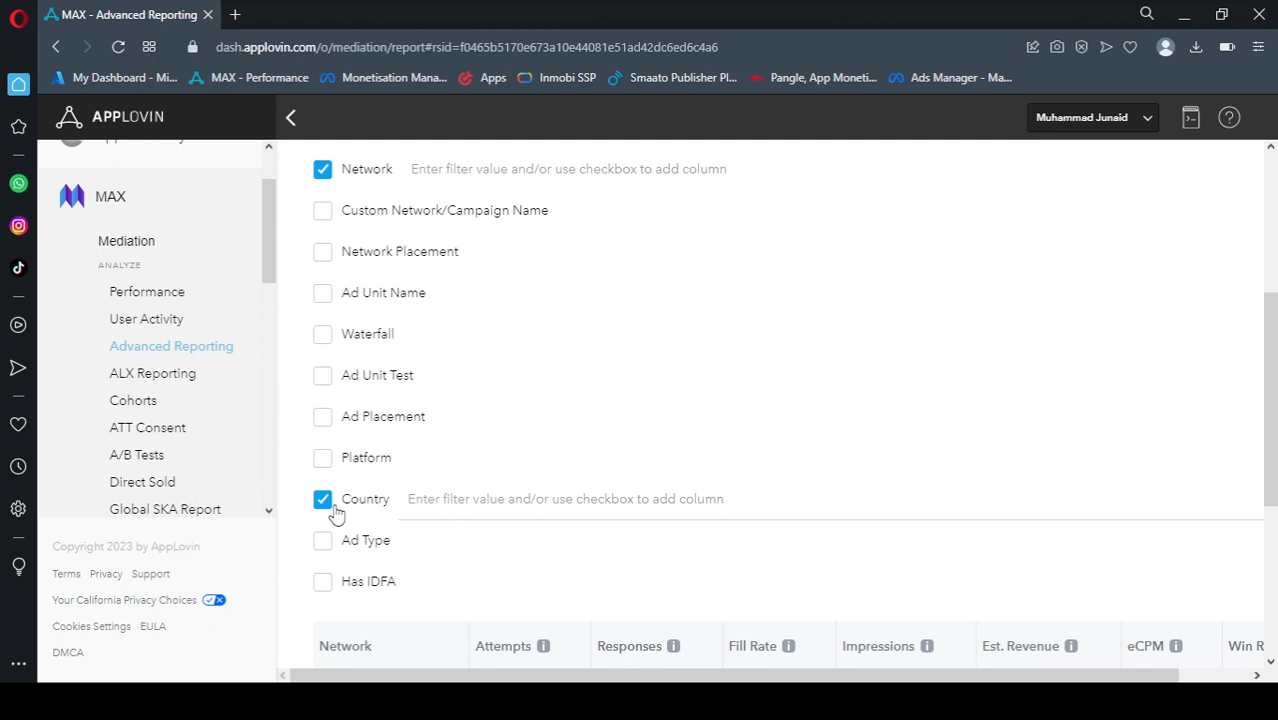 MAX - Advanced Reporting
dash.applovin.com/o/mediation/report#rsid=f0465b5170e673a10e44081e51ad42dc6ed6c4a6
My Dashboard - Mi...
MAX - Performance
Monetisation Mana...
Apps
Inmobi SSP
Smaato Publisher Pl...
Pangle, App Moneti...
Ads Manager - Ma...
APPLOVIN
Muhammad Junaid
MAX
Mediation
ANALYZE
Performance
User Activity
Advanced Reporting
ALX Reporting
Cohorts
ATT Consent
A/B Tests
Direct Sold
Global SKA Report
Copyright 2023 by AppLovin
Terms Privacy Support
Your California Privacy Choices
Cookies Settings EULA
DMCA
Network Enter filter value and/or use checkbox to add column
Custom Network/Campaign Name
Network Placement
Ad Unit Name
Waterfall
Ad Unit Test
Ad Placement
Platform
Country Enter filter value and/or use checkbox to add column
Ad Type
Has IDFA
Network Attempts Responses Fill Rate Impressions Est. Revenue eCPM Win R